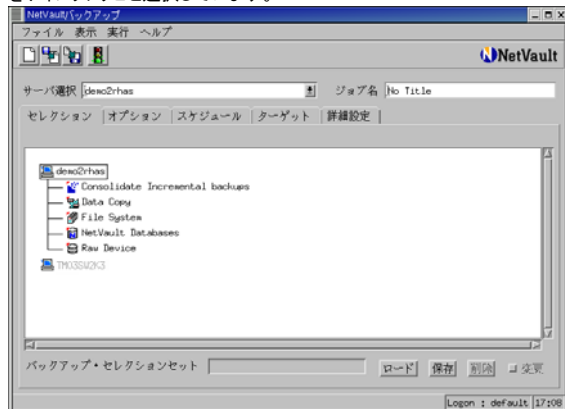 NetVault/バックアップ
ファイル 表示 実行 ヘルプ
NetVault
サーバ選択 demo2rhas ジョブ名 No Title
セレクション オプション スケジュール ターゲット 詳細設定
demo2rhas
Consolidate Incremental backups
Data Copy
File System
NetVault Databases
Raw Device
TM03SW2K3
バックアップ・セレクションセット ロード 保存 削除 変更
Logon : default 17:08